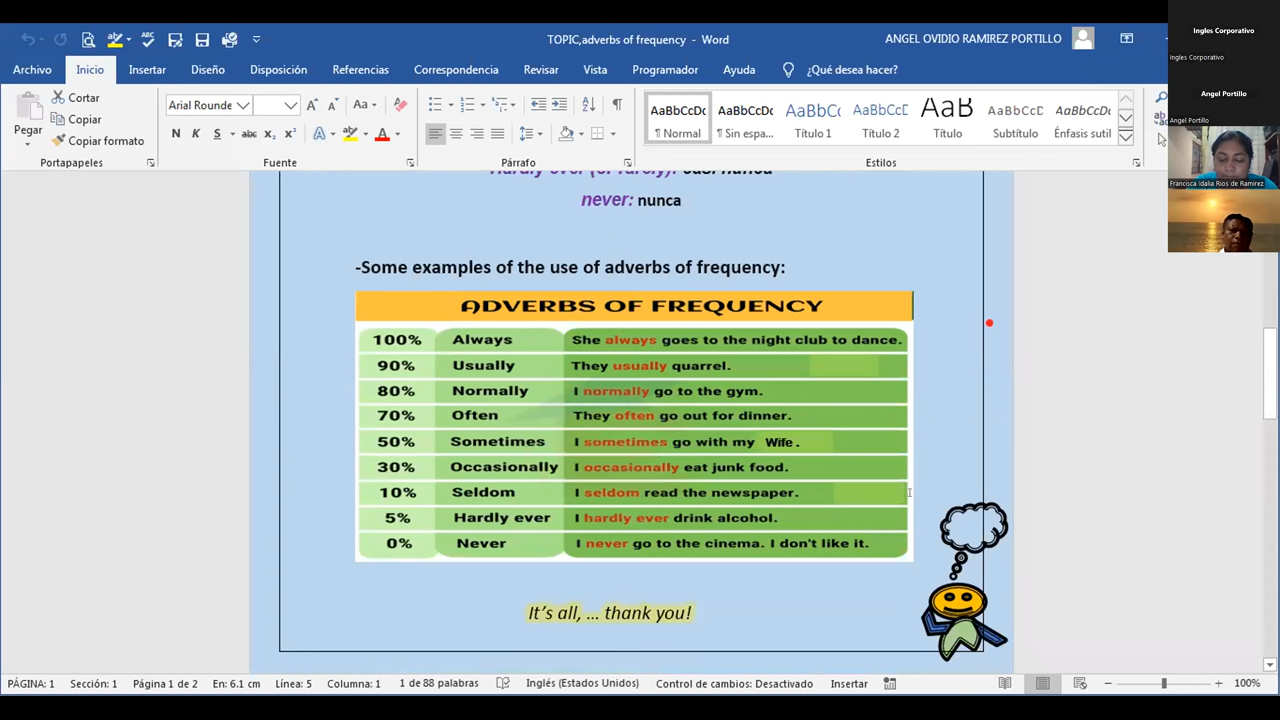 TOPIC,adverbs of frequency - Word
ANGEL OVIDIO RAMIREZ PORTILLO
Ingles Corporativo
Ingles Corporativo
Archivo Inicio Insertar Diseño Disposición Referencias Correspondencia Revisar Vista Programador Ayuda ¿Qué desea hacer?
Angel Portillo
Angel Portillo
Francisca Idalia Rios de Ramirez
Pegar
Cortar
Copiar
Copiar formato
Portapapeles
Arial Rounde
N K S abc x₂ x²
Fuente
Párrafo
AaBbCcDc AaBbCcDc AaBbCc AaBbCcD AaB AaBbCcD AaBbCcDc
¶ Normal ¶ Sin espa... Título 1 Título 2 Título Subtítulo Énfasis sutil
Estilos
never: nunca
-Some examples of the use of adverbs of frequency:
ADVERBS OF FREQUENCY
100% Always She always goes to the night club to dance.
90% Usually They usually quarrel.
80% Normally I normally go to the gym.
70% Often They often go out for dinner.
50% Sometimes I sometimes go with my Wife .
30% Occasionally I occasionally eat junk food.
10% Seldom I seldom read the newspaper.
5% Hardly ever I hardly ever drink alcohol.
0% Never I never go to the cinema. I don't like it.
It's all, ... thank you!
PÁGINA: 1 Sección: 1 Página 1 de 2 En: 6.1 cm Línea: 5 Columna: 1 1 de 88 palabras Inglés (Estados Unidos) Control de cambios: Desactivado Insertar 100%